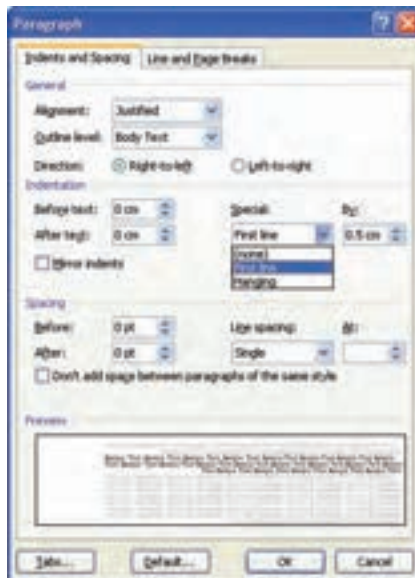 Paragraph
Indents and Spacing Line and Page Breaks
General
Alignment: Justified
Outline level: Body Text
Direction: Right-to-left Left-to-right
Indentation
Before text: 0 cm Special: By:
After text: 0 cm First line 0.5 cm
Mirror indents (none)
First line
Hanging
Spacing
Before: 0 pt Line spacing: At:
After: 0 pt Single
Don't add space between paragraphs of the same style
Preview
Tabs... Default... OK Cancel